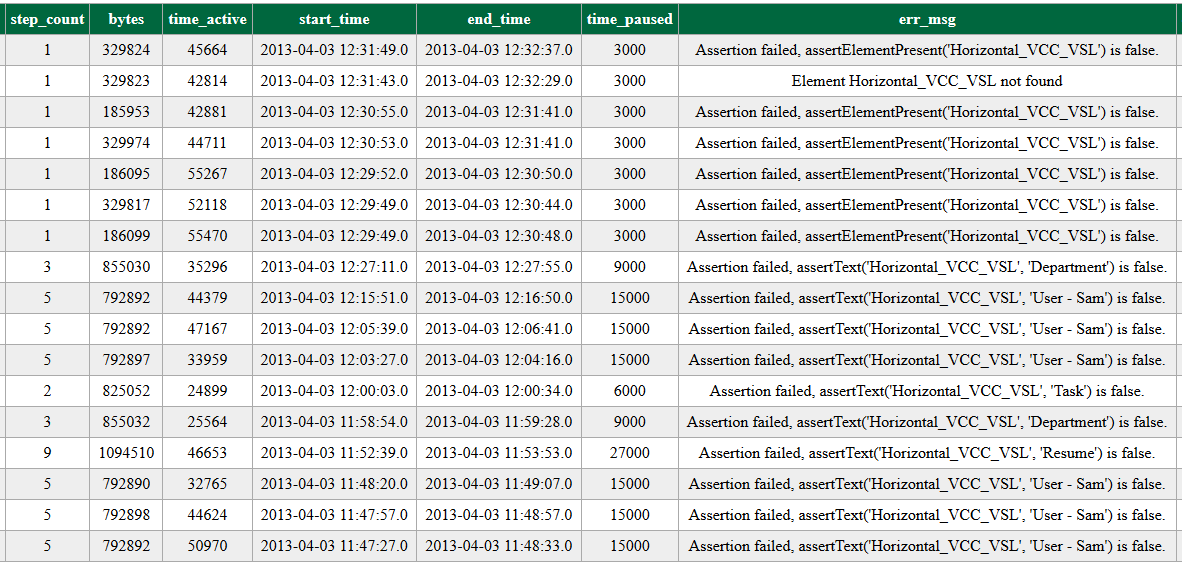 step_count bytes time_active start_time end_time time_paused err_msg
1 329824 45664 2013-04-03 12:31:49.0 2013-04-03 12:32:37.0 3000 Assertion failed, assertElementPresent('Horizontal_VCC_VSL') is false.
1 329823 42814 2013-04-03 12:31:43.0 2013-04-03 12:32:29.0 3000 Element Horizontal_VCC_VSL not found
1 185953 42881 2013-04-03 12:30:55.0 2013-04-03 12:31:41.0 3000 Assertion failed, assertElementPresent('Horizontal_VCC_VSL') is false.
1 329974 44711 2013-04-03 12:30:53.0 2013-04-03 12:31:41.0 3000 Assertion failed, assertElementPresent('Horizontal_VCC_VSL') is false.
1 186095 55267 2013-04-03 12:29:52.0 2013-04-03 12:30:50.0 3000 Assertion failed, assertElementPresent('Horizontal_VCC_VSL') is false.
1 329817 52118 2013-04-03 12:29:49.0 2013-04-03 12:30:44.0 3000 Assertion failed, assertElementPresent('Horizontal_VCC_VSL') is false.
1 186099 55470 2013-04-03 12:29:49.0 2013-04-03 12:30:48.0 3000 Assertion failed, assertElementPresent('Horizontal_VCC_VSL') is false.
3 855030 35296 2013-04-03 12:27:11.0 2013-04-03 12:27:55.0 9000 Assertion failed, assertText('Horizontal_VCC_VSL', 'Department') is false.
5 792892 44379 2013-04-03 12:15:51.0 2013-04-03 12:16:50.0 15000 Assertion failed, assertText('Horizontal_VCC_VSL', 'User - Sam') is false.
5 792892 47167 2013-04-03 12:05:39.0 2013-04-03 12:06:41.0 15000 Assertion failed, assertText('Horizontal_VCC_VSL', 'User - Sam') is false.
5 792897 33959 2013-04-03 12:03:27.0 2013-04-03 12:04:16.0 15000 Assertion failed, assertText('Horizontal_VCC_VSL', 'User - Sam') is false.
2 825052 24899 2013-04-03 12:00:03.0 2013-04-03 12:00:34.0 6000 Assertion failed, assertText('Horizontal_VCC_VSL', 'Task') is false.
3 855032 25564 2013-04-03 11:58:54.0 2013-04-03 11:59:28.0 9000 Assertion failed, assertText('Horizontal_VCC_VSL', 'Department') is false.
9 1094510 46653 2013-04-03 11:52:39.0 2013-04-03 11:53:53.0 27000 Assertion failed, assertText('Horizontal_VCC_VSL', 'Resume') is false.
5 792890 32765 2013-04-03 11:48:20.0 2013-04-03 11:49:07.0 15000 Assertion failed, assertText('Horizontal_VCC_VSL', 'User - Sam') is false.
5 792898 44624 2013-04-03 11:47:57.0 2013-04-03 11:48:57.0 15000 Assertion failed, assertText('Horizontal_VCC_VSL', 'User - Sam') is false.
5 792892 50970 2013-04-03 11:47:27.0 2013-04-03 11:48:33.0 15000 Assertion failed, assertText('Horizontal_VCC_VSL', 'User - Sam') is false.